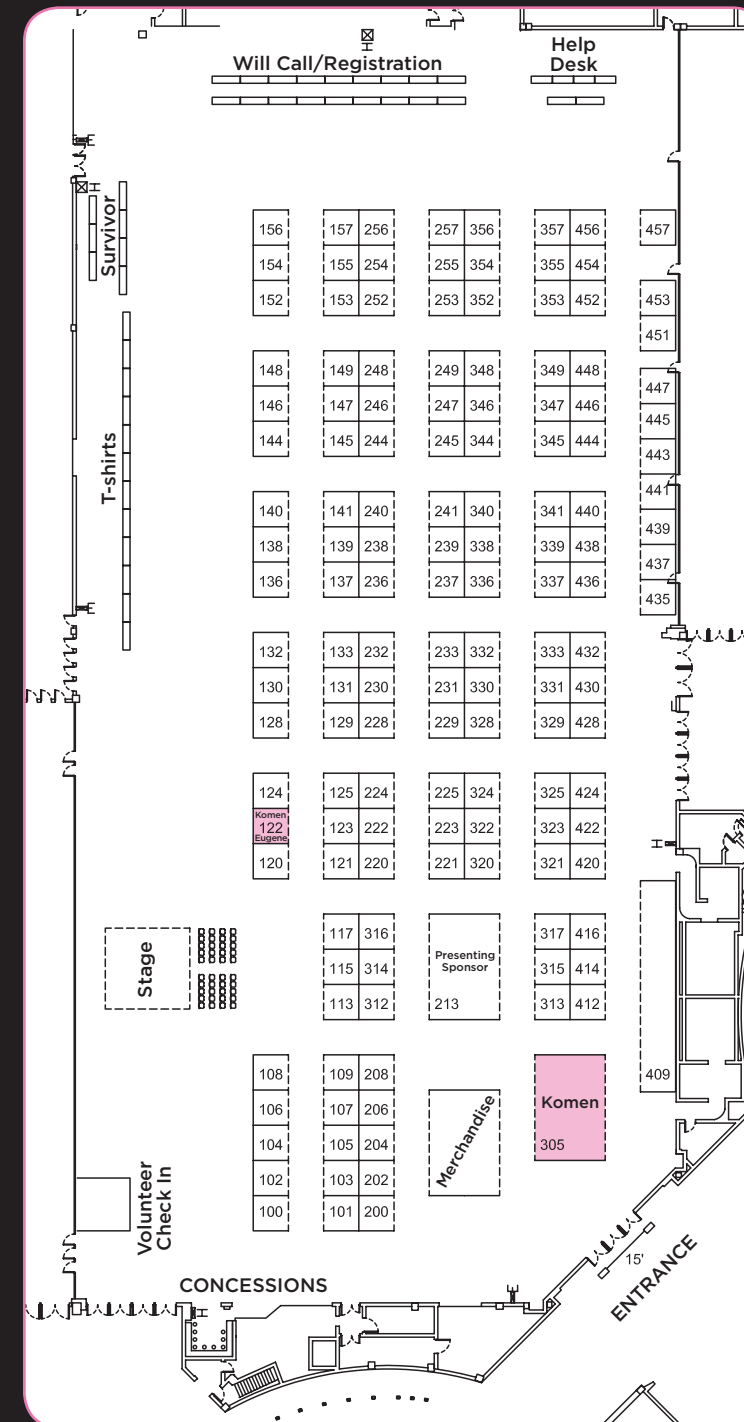 Will Call/Registration
Help
Desk
Survivor
T-shirts
156 157 256 257 356 357 456 457
154 155 254 255 354 355 454
152 153 252 253 352 353 452 453
451
148 149 248 249 348 349 448 447
146 147 246 247 346 347 446 445
144 145 244 245 344 345 444 443
441
140 141 240 241 340 341 440 439
138 139 238 239 338 339 438 437
136 137 236 237 336 337 436 435
132 133 232 233 332 333 432
130 131 230 231 330 331 430
128 129 228 229 328 329 428
124 125 224 225 324 325 424
Komen
122 123 222 223 322 323 422
Eugene
120 121 220 221 320 321 420
Stage
117 316 317 416
115 314 315 414
113 312 313 412
Presenting
Sponsor
213
409
108 109 208
106 107 206
104 105 204
102 103 202
100 101 200
Merchandise
Komen
305
Volunteer
Check In
CONCESSIONS
15'
ENTRANCE